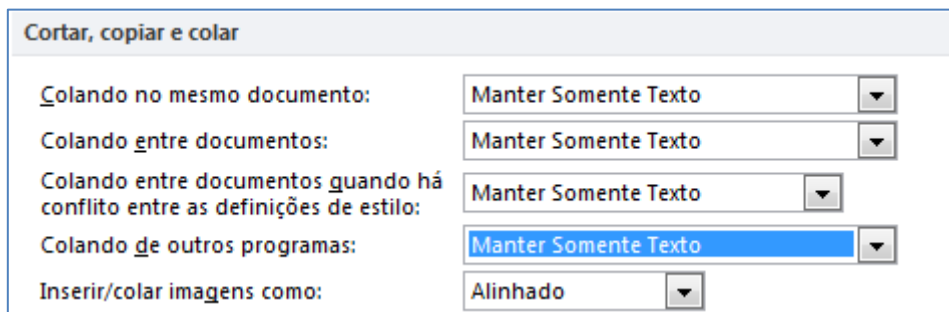 Cortar, copiar e colar
Colando no mesmo documento: Manter Somente Texto
Colando entre documentos: Manter Somente Texto
Colando entre documentos quando há
conflito entre as definições de estilo: Manter Somente Texto
Colando de outros programas: Manter Somente Texto
Inserir/colar imagens como: Alinhado